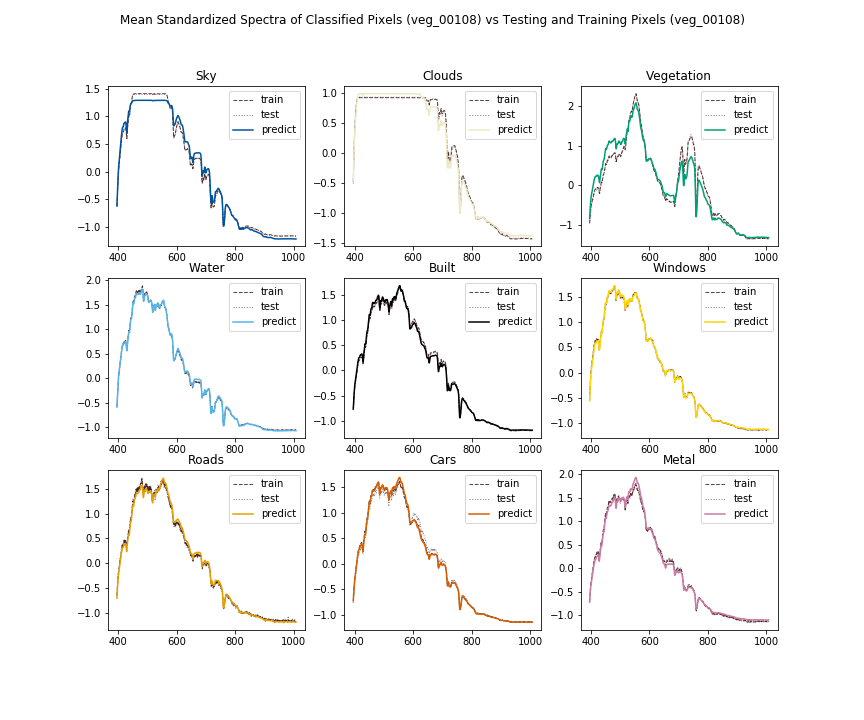 Mean Standardized Spectra of Classified Pixels (veg_00108) vs Testing and Training Pixels (veg_00108)
Sky
1.5
1.0
0.5
0.0
−0.5
−1.0
400 600 800 1000
train
test
predict
Clouds
1.0
0.5
0.0
−0.5
−1.0
−1.5
400 600 800 1000
train
test
predict
Vegetation
2
1
0
−1
400 600 800 1000
train
test
predict
Water
2.0
1.5
1.0
0.5
0.0
−0.5
−1.0
400 600 800 1000
train
test
predict
Built
1.5
1.0
0.5
0.0
−0.5
−1.0
400 600 800 1000
train
test
predict
Windows
1.5
1.0
0.5
0.0
−0.5
−1.0
400 600 800 1000
train
test
predict
Roads
1.5
1.0
0.5
0.0
−0.5
−1.0
400 600 800 1000
train
test
predict
Cars
1.5
1.0
0.5
0.0
−0.5
−1.0
400 600 800 1000
train
test
predict
Metal
2.0
1.5
1.0
0.5
0.0
−0.5
−1.0
400 600 800 1000
train
test
predict